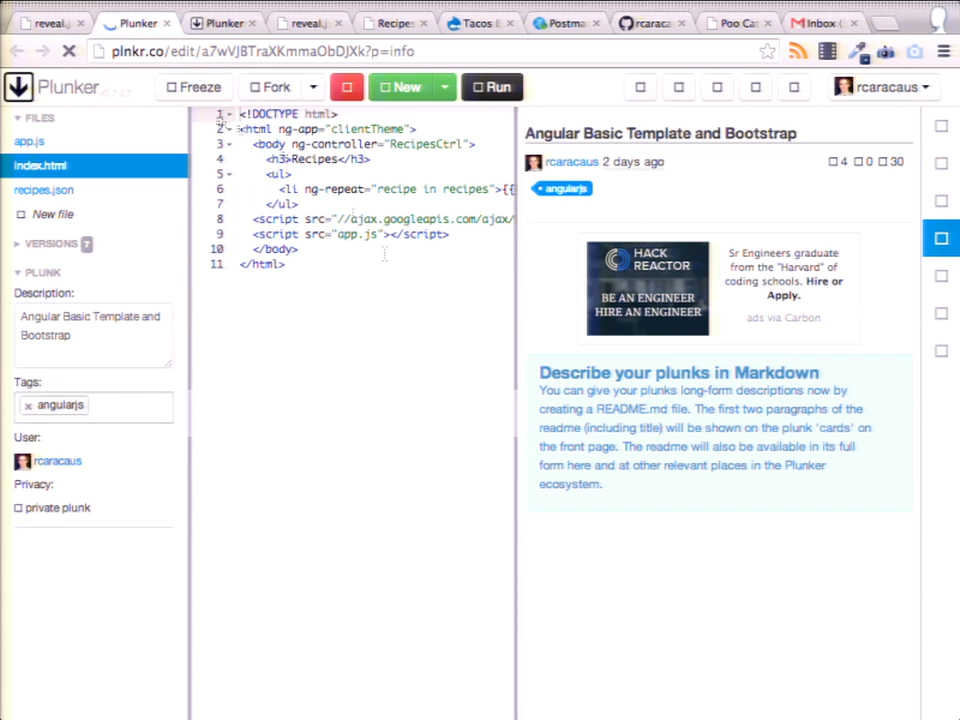 reveal.j
Plunker
Plunker
reveal.j
Recipes
Tacos
Postma
rcaraca
Poo Ca
Inbox
plnkr.co/edit/a7wVJBTraXKmmaObDJXk?p=info
Plunker
Freeze
Fork
New
Run
rcaracaus
FILES
app.js
index.html
recipes.json
New file
VERSIONS 7
PLUNK
Description:
Angular Basic Template and
Bootstrap
Tags:
angularjs
User:
rcaracaus
Privacy:
private plunk
1 <!DOCTYPE html>
2 <html ng-app="clientTheme">
3 <body ng-controller="RecipesCtrl">
4 <h3>Recipes</h3>
5 <ul>
6 <li ng-repeat="recipe in recipes">{{
7 </ul>
8 <script src="//ajax.googleapis.com/ajax/
9 <script src="app.js"></script>
10 </body>
11 </html>
Angular Basic Template and Bootstrap
rcaracaus 2 days ago
4 0 30
angularjs
HACK
REACTOR
BE AN ENGINEER
HIRE AN ENGINEER
Sr Engineers graduate
from the "Harvard" of
coding schools. Hire or
Apply.
ads via Carbon
Describe your plunks in Markdown
You can give your plunks long-form descriptions now by
creating a README.md file. The first two paragraphs of the
readme (including title) will be shown on the plunk 'cards' on
the front page. The readme will also be available in its full
form here and at other relevant places in the Plunker
ecosystem.